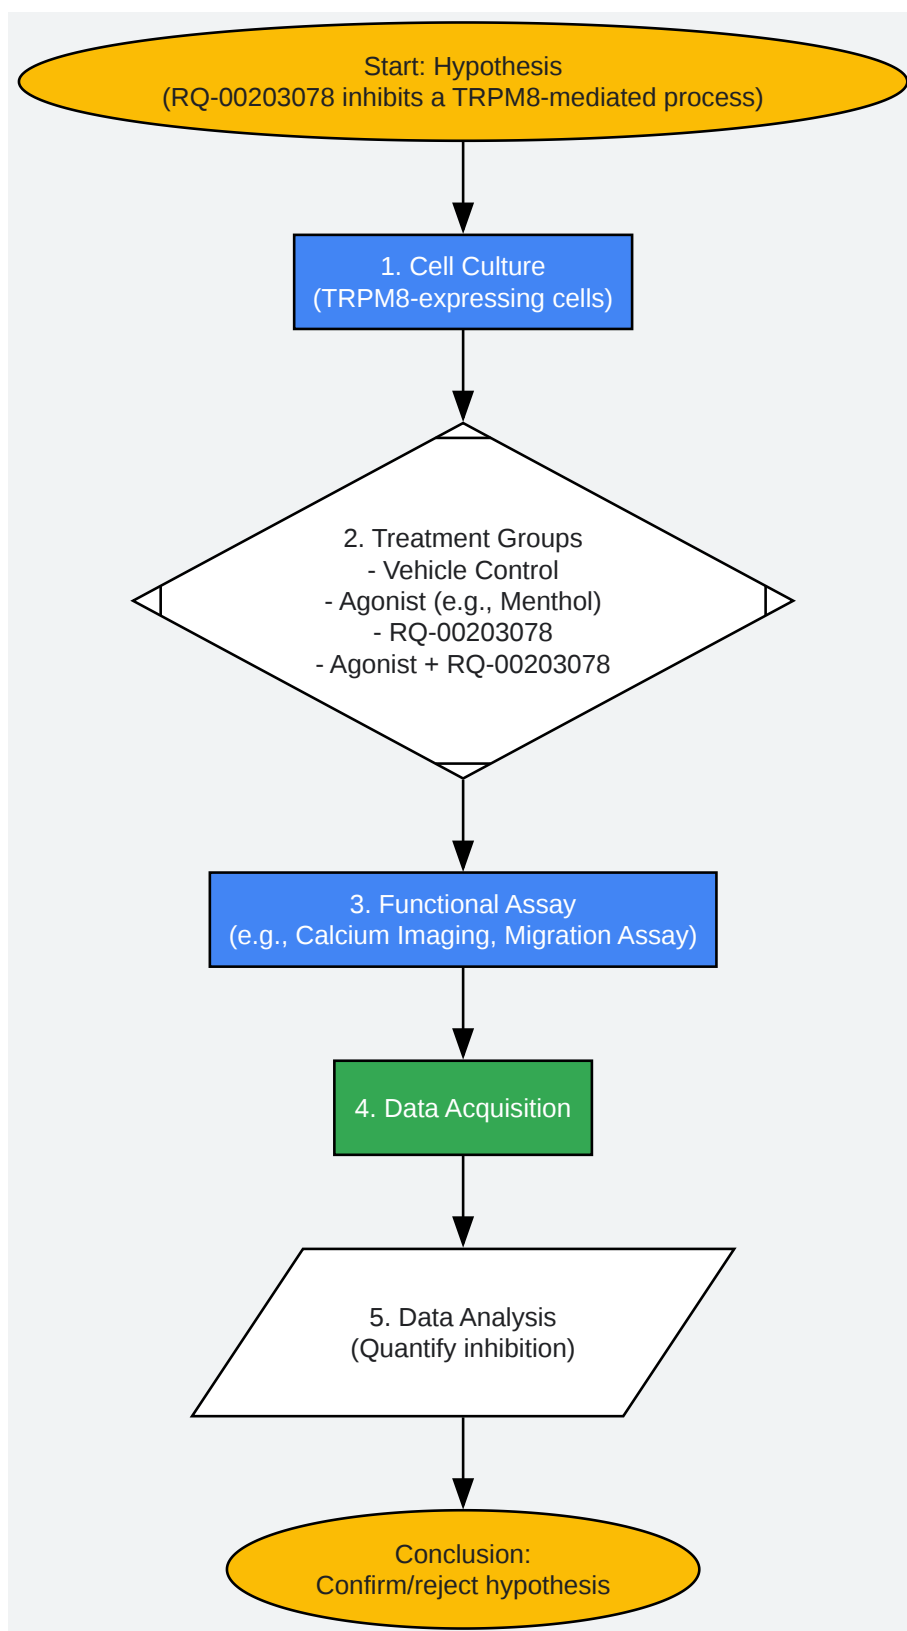 Start: Hypothesis
(RQ-00203078 inhibits a TRPM8-mediated process)
1. Cell Culture
(TRPM8-expressing cells)
2. Treatment Groups
- Vehicle Control
- Agonist (e.g., Menthol)
- RQ-00203078
- Agonist + RQ-00203078
3. Functional Assay
(e.g., Calcium Imaging, Migration Assay)
4. Data Acquisition
5. Data Analysis
(Quantify inhibition)
Conclusion:
Confirm/reject hypothesis